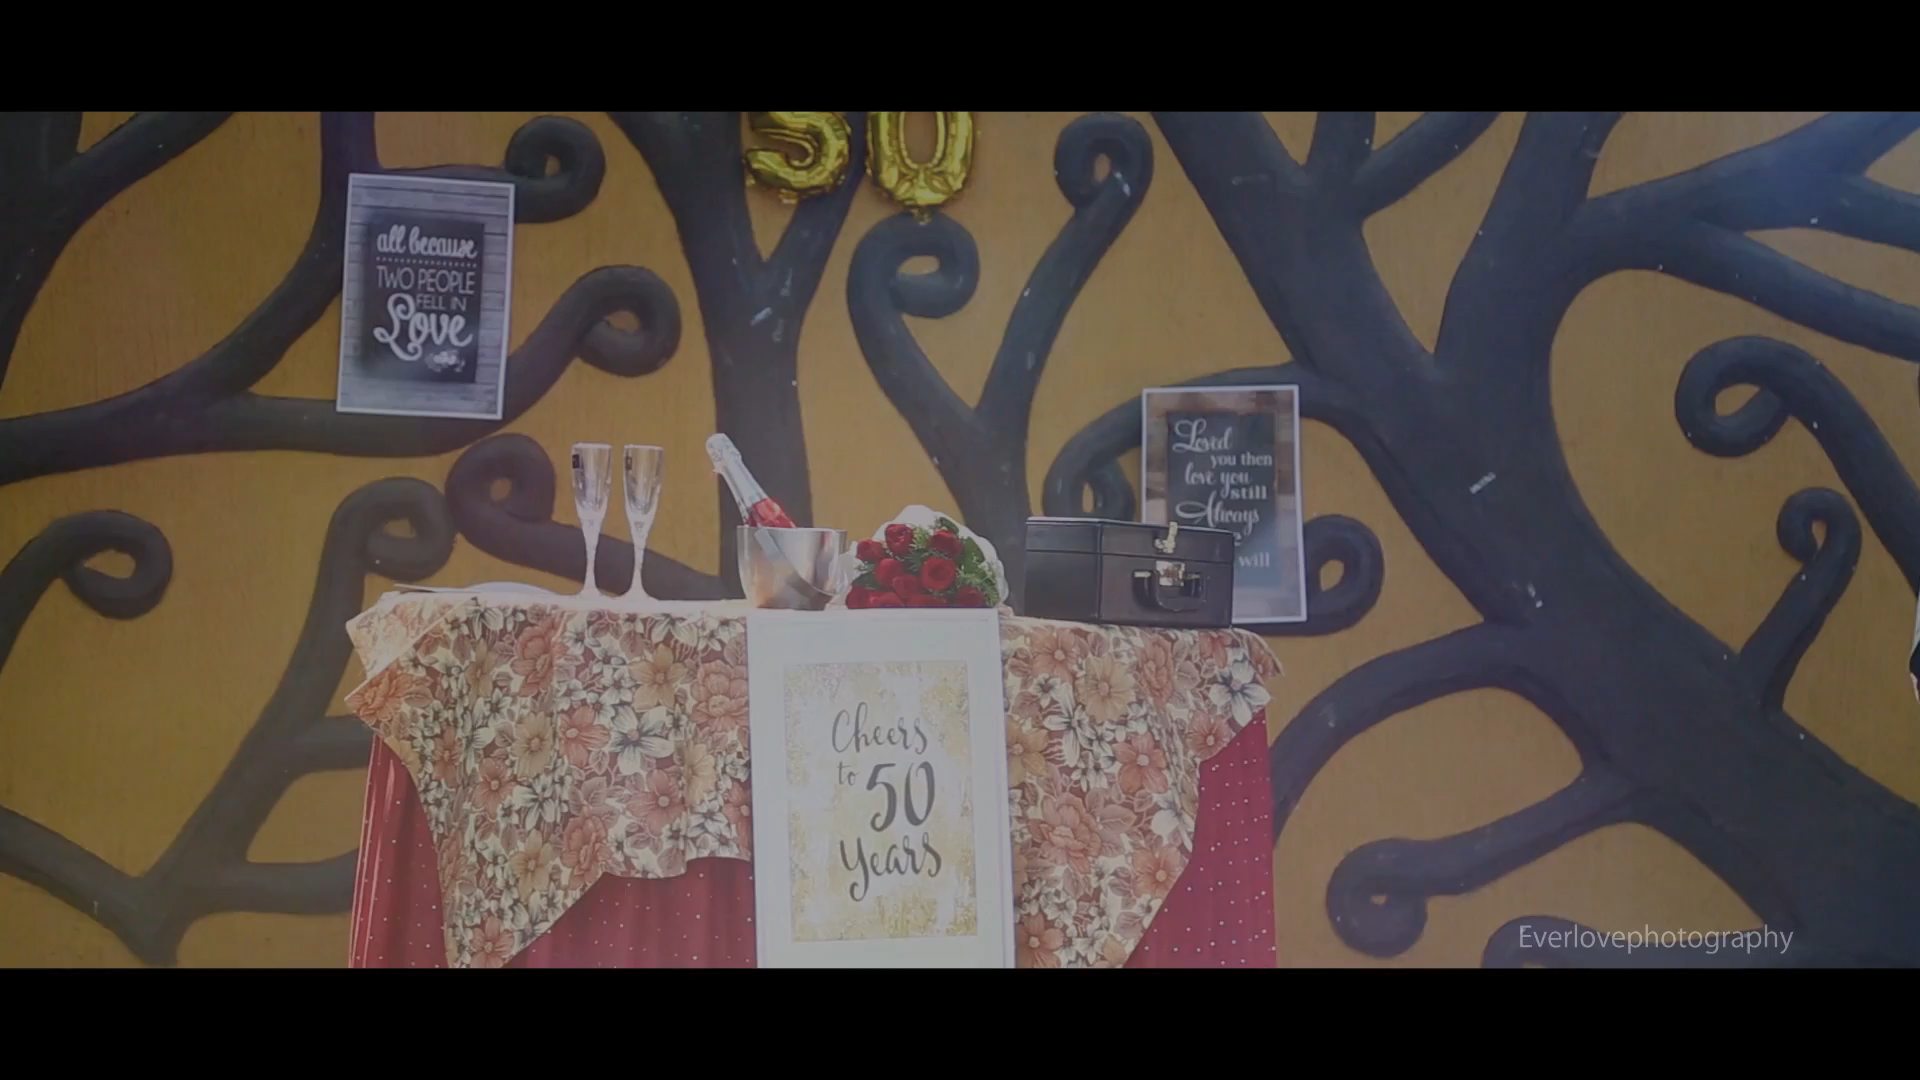 50
all because
TWO PEOPLE
FELL IN
Love
Loved
you then
love you
still
Always
will
Cheers
to 50
Years
Everlovephotography